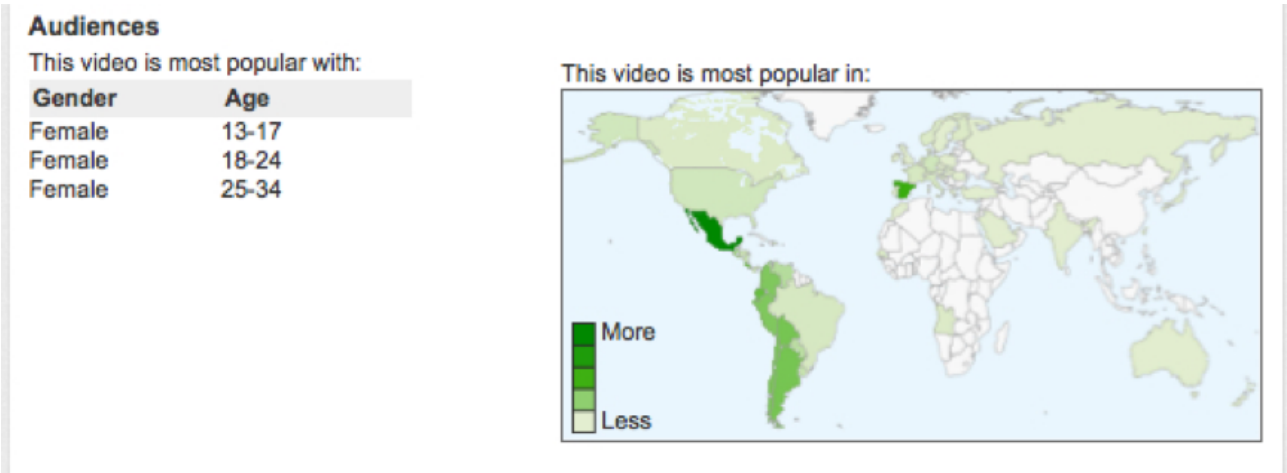 Audiences
This video is most popular with:
Gender Age
Female 13-17
Female 18-24
Female 25-34
This video is most popular in:
More
Less